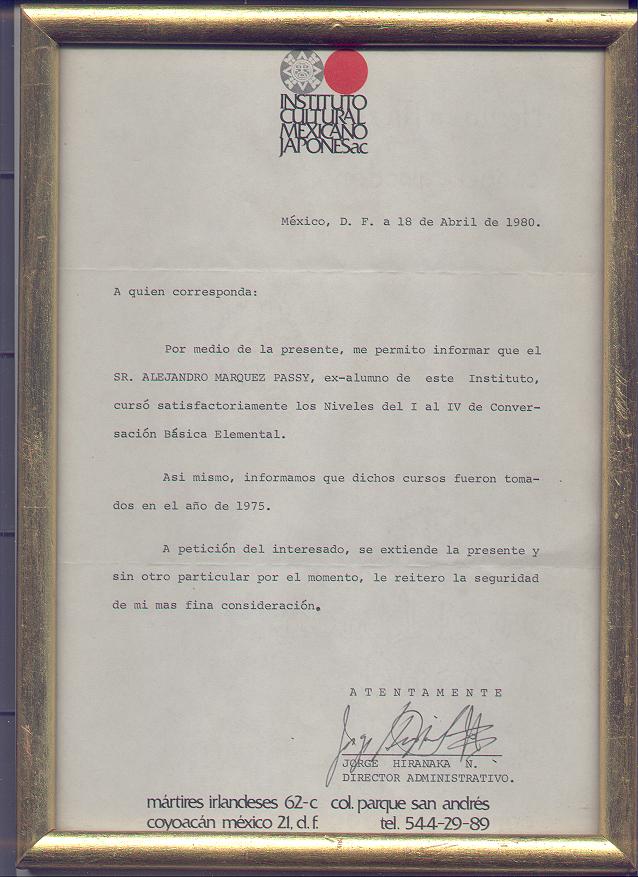 INSTITUTO
CULTURAL
MEXICANO
JAPONESac
México, D. F. a 18 de Abril de 1980.
A quien corresponda:
Por medio de la presente, me permito informar que el
SR. ALEJANDRO MARQUEZ PASSY, ex-alumno de este Instituto,
cursó satisfactoriamente los Niveles del I al IV de Conver-
sación Básica Elemental.
Asi mismo, informamos que dichos cursos fueron toma-
dos en el año de 1975.
A petición del interesado, se extiende la presente y
sin otro particular por el momento, le reitero la seguridad
de mi mas fina consideración.
A T E N T A M E N T E
JORGE HIRANAKA N.
DIRECTOR ADMINISTRATIVO.
mártires irlandeses 62-c col. parque san andrés
coyoacán méxico 21, d. f. tel. 544-29-89